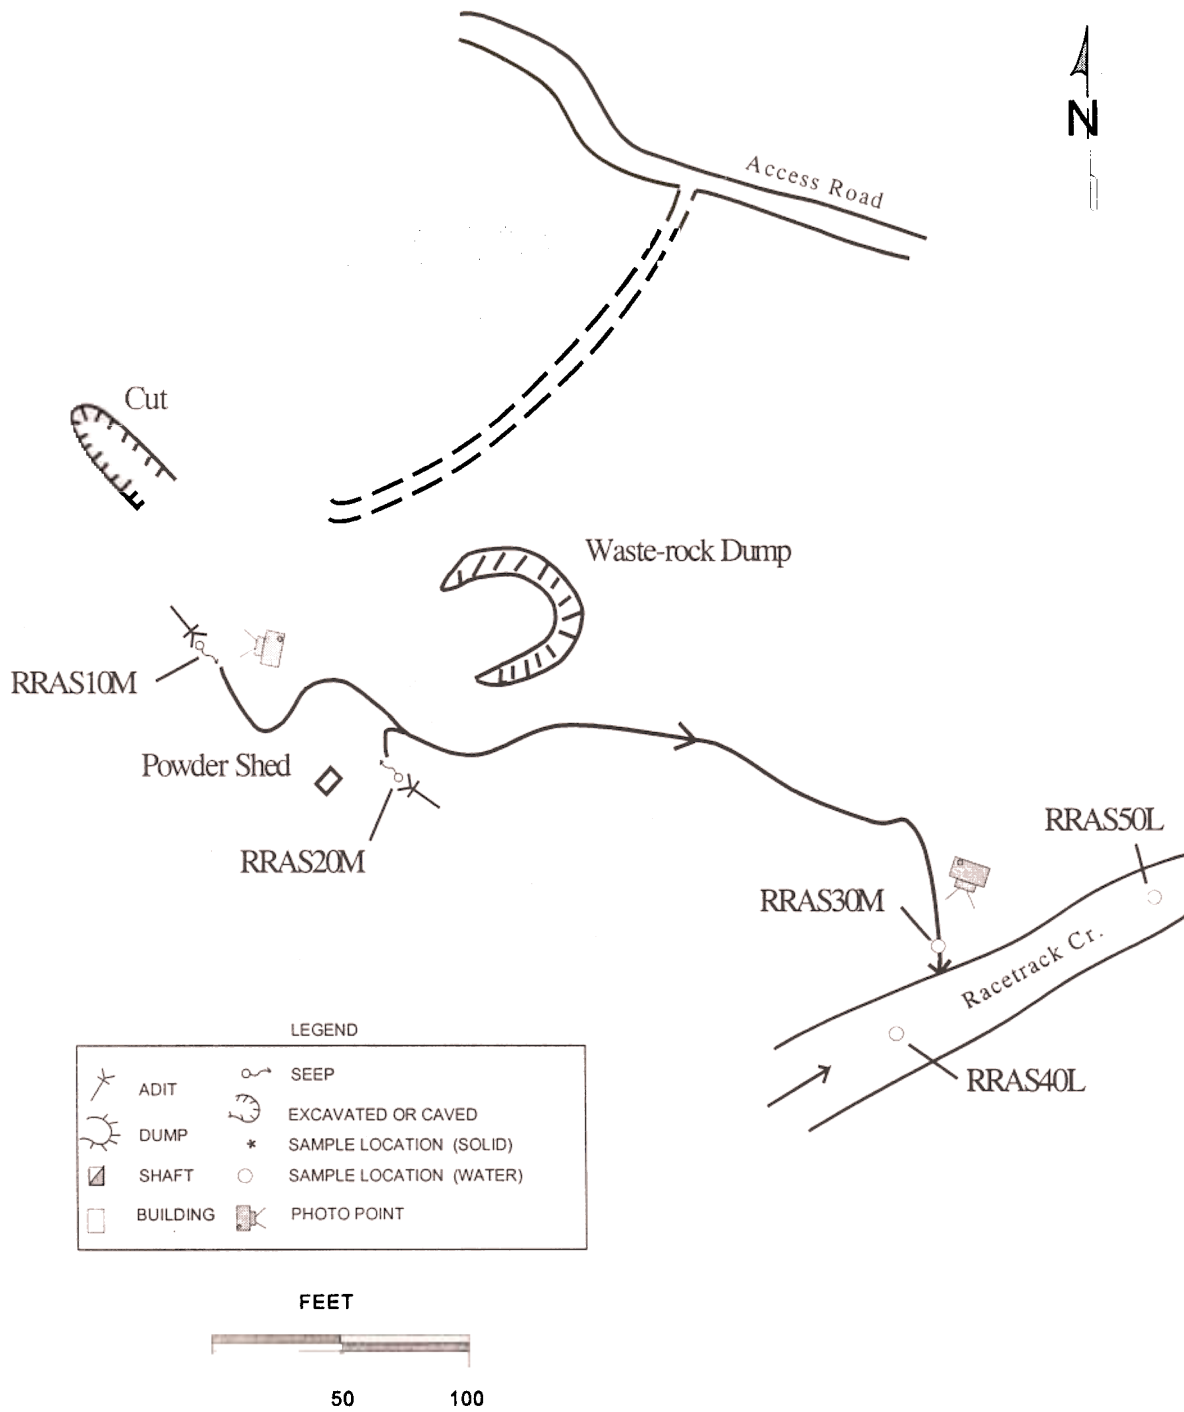 N
Access Road
Cut
Waste-rock Dump
RRAS10M
Powder Shed
RRAS20M
RRAS50L
RRAS30M
Racetrack Cr.
RRAS40L
LEGEND
ADIT
SEEP
DUMP
EXCAVATED OR CAVED
SAMPLE LOCATION (SOLID)
SHAFT
SAMPLE LOCATION (WATER)
BUILDING
PHOTO POINT
FEET
50 100